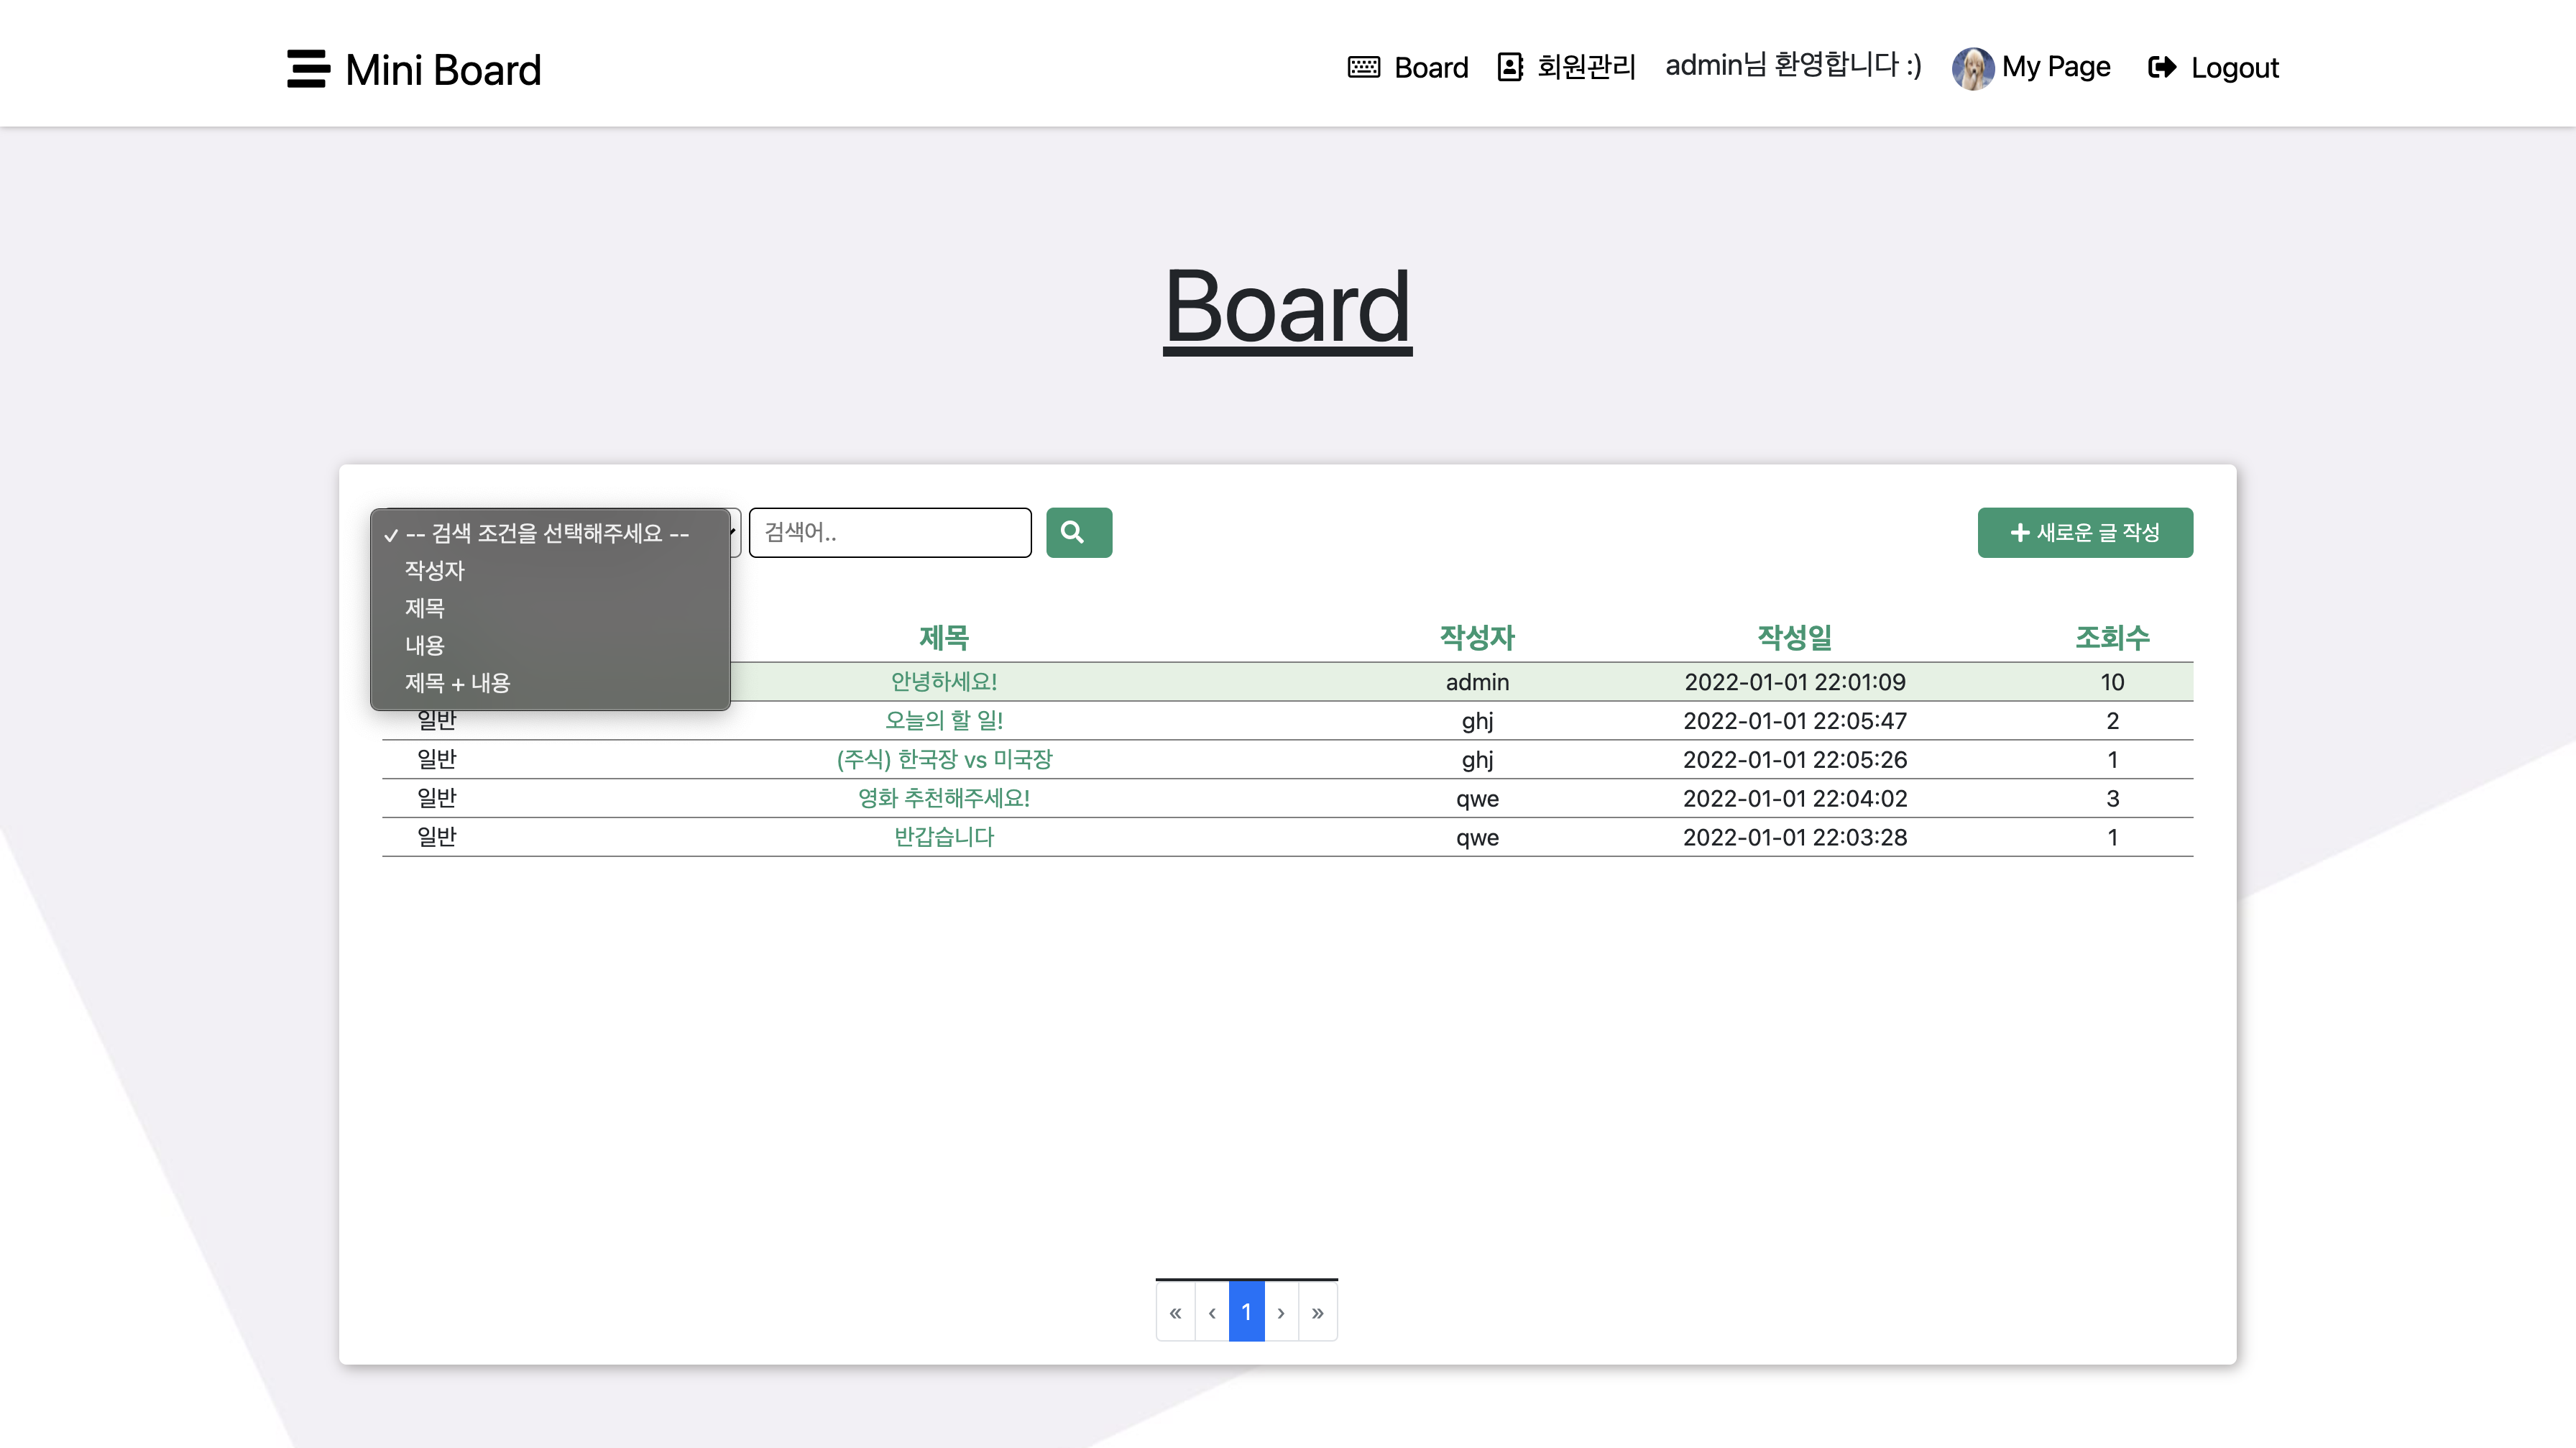 Mini Board
Board 회원관리 admin님 환영합니다 :) My Page Logout
Board
✓ -- 검색 조건을 선택해주세요 -- 검색어.. + 새로운 글 작성
작성자
제목
내용
제목 + 내용
제목 작성자 작성일 조회수
안녕하세요! admin 2022-01-01 22:01:09 10
일반 오늘의 할 일! ghj 2022-01-01 22:05:47 2
일반 (주식) 한국장 vs 미국장 ghj 2022-01-01 22:05:26 1
일반 영화 추천해주세요! qwe 2022-01-01 22:04:02 3
일반 반갑습니다 qwe 2022-01-01 22:03:28 1
« ‹ 1 › »